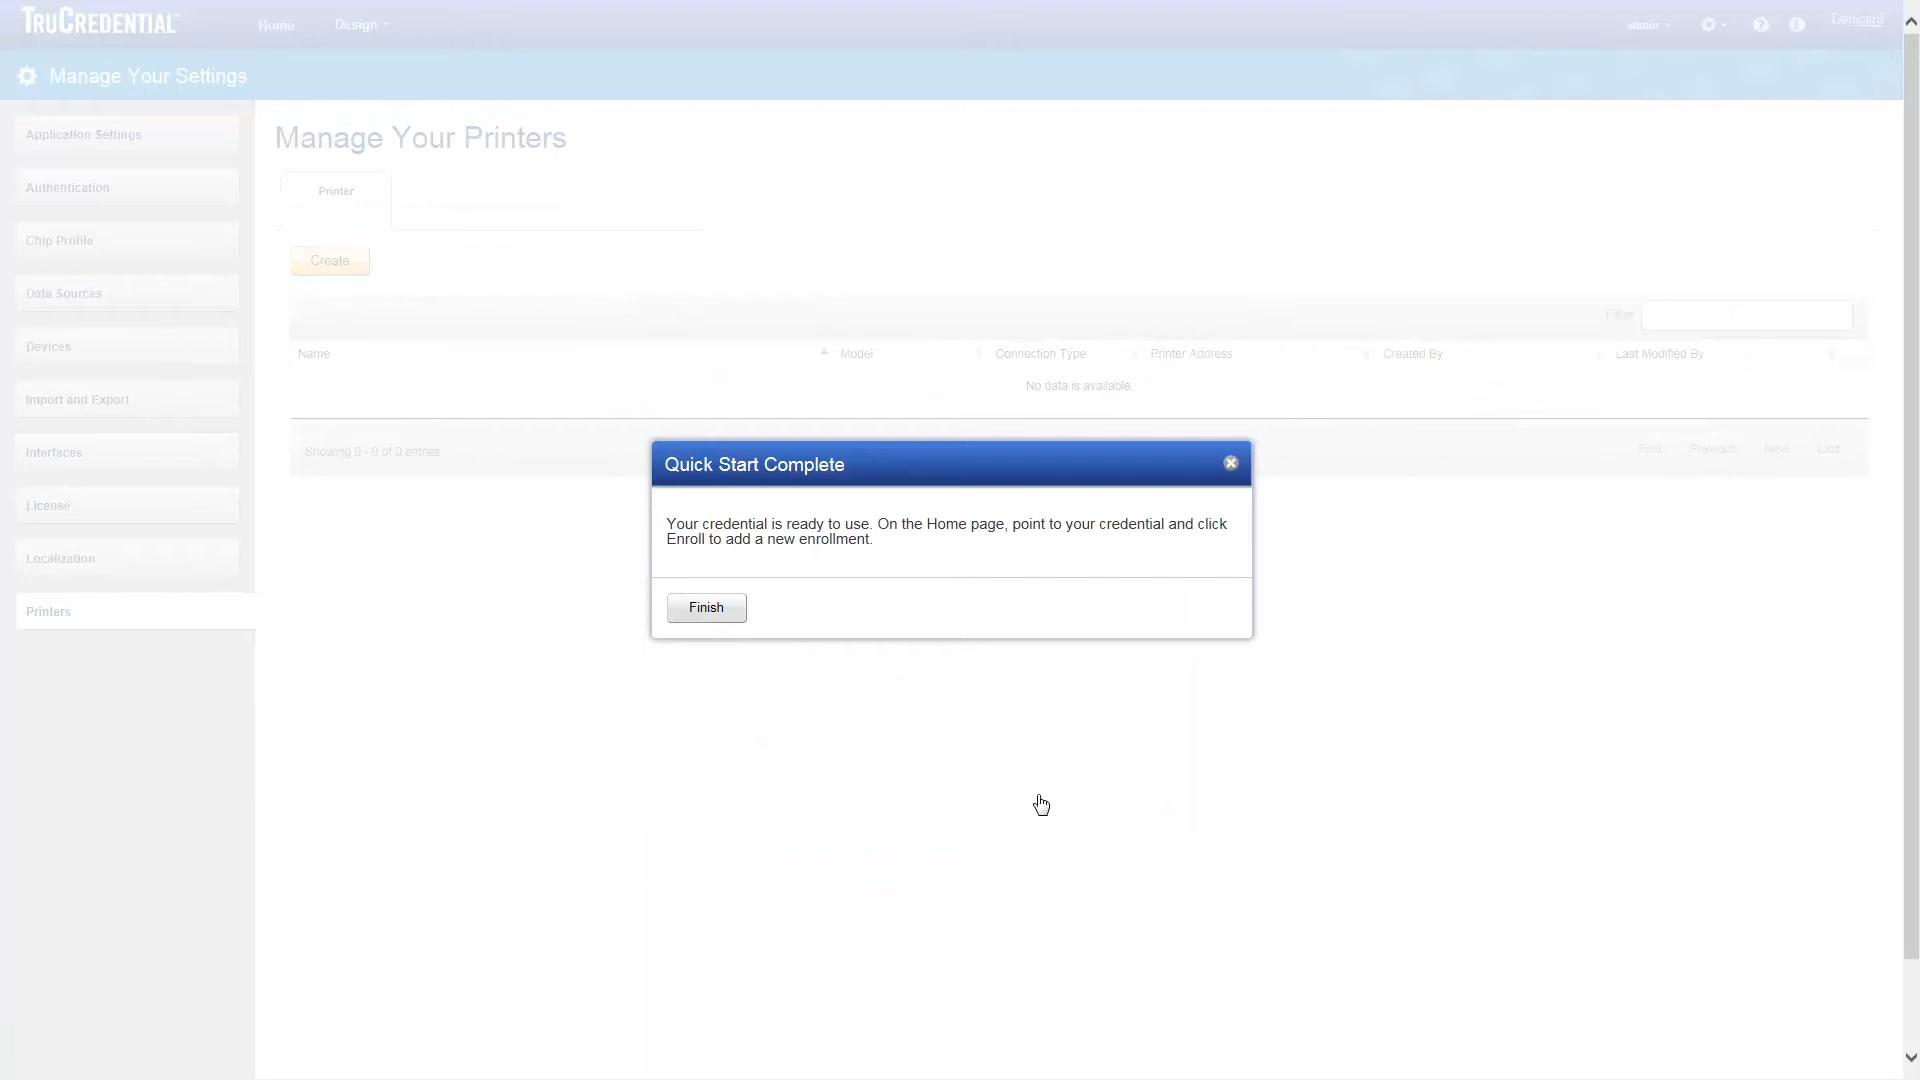 TRUCREDENTIAL™
Home
Design
admin
Datacard
Manage Your Settings
Application Settings
Authentication
Chip Profile
Data Sources
Devices
Import and Export
Interfaces
License
Localization
Printers
Manage Your Printers
Printer
Create
Filter
Name Model Connection Type Printer Address Created By Last Modified By
No data is available.
Showing 0 - 0 of 0 entries
First Previous Next Last
Quick Start Complete
Your credential is ready to use. On the Home page, point to your credential and click
Enroll to add a new enrollment.
Finish